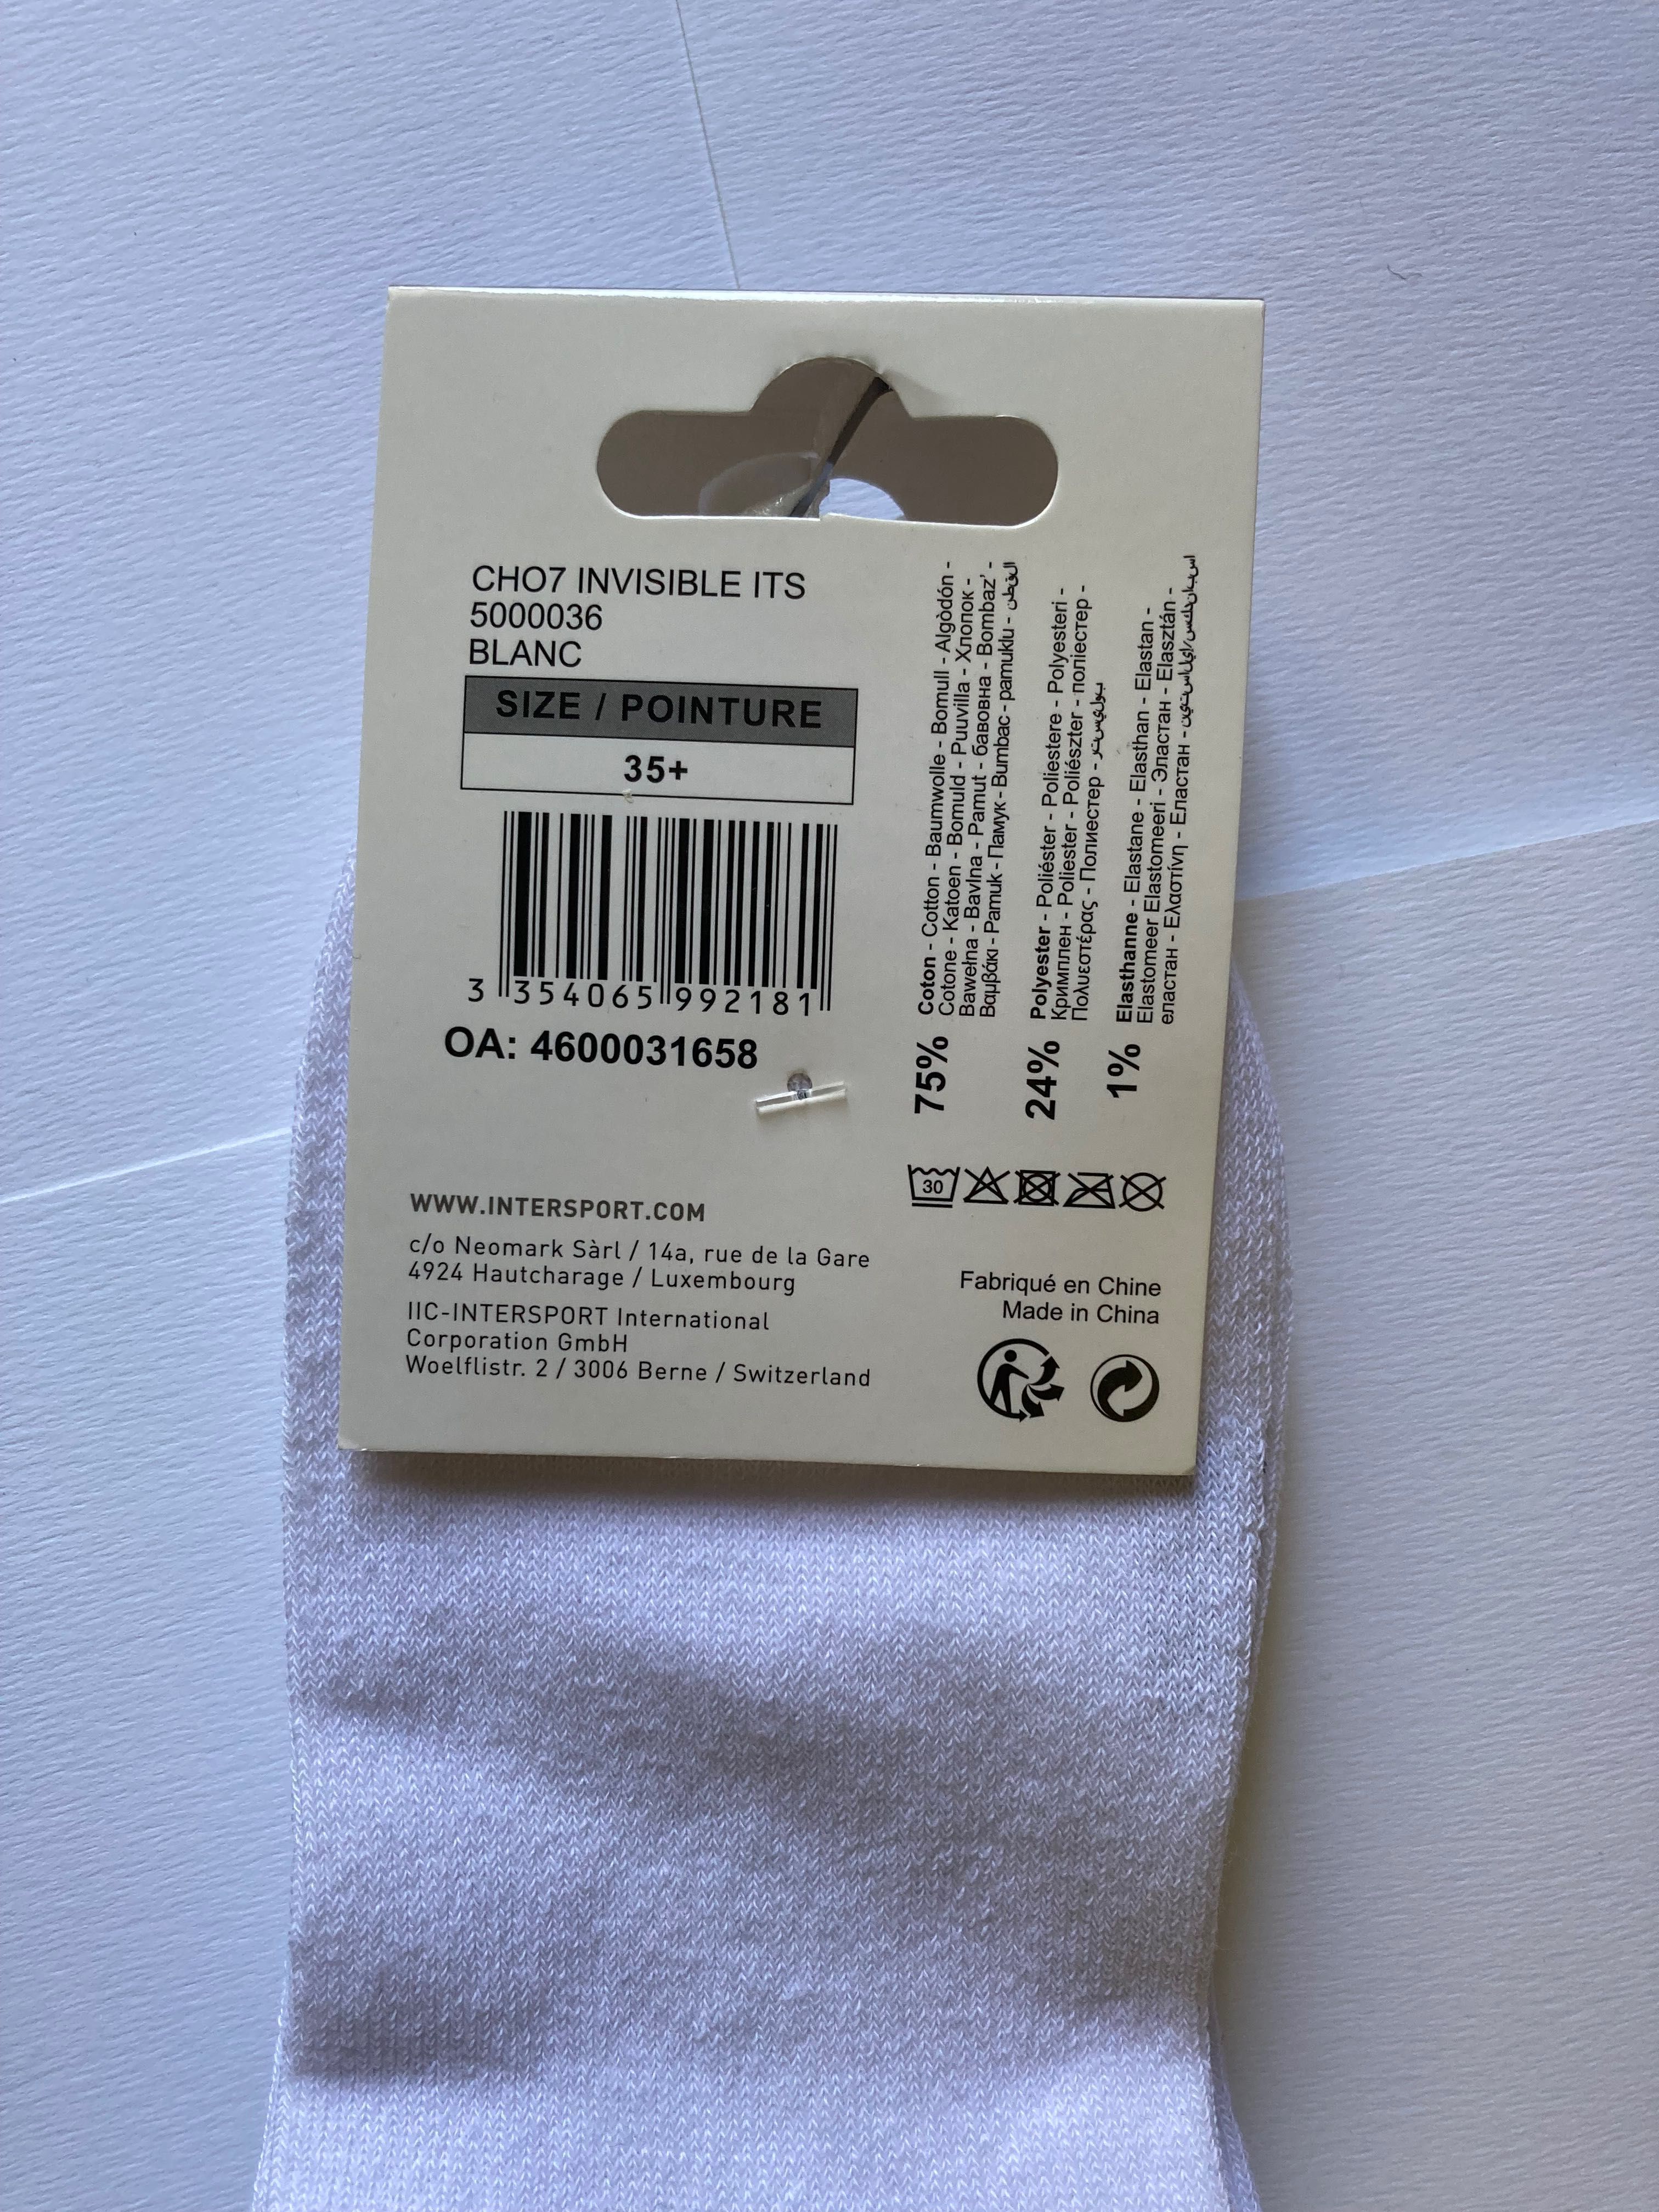 CHO7 INVISIBLE ITS
5000036
BLANC
SIZE / POINTURE
35+
3 354065 992181
OA: 4600031658
WWW.INTERSPORT.COM
c/o Neomark Sàrl / 14a, rue de la Gare
4924 Hautcharage / Luxembourg
IIC-INTERSPORT International
Corporation GmbH
Woelflistr. 2 / 3006 Berne / Switzerland
75% Coton - Cotton - Baumwolle - Bomull - Algòdón -
Cotone - Katoen - Bomuld - Puuvilla - Хлопок -
Bawełna - Bavlna - Pamut - бавовна - Bombaz' -
Βαμβάκι - Pamuk - Памук - Bumbac - pamuklu - القطن
24% Polyester - Poliéster - Poliestere - Polyesteri -
Кримплен - Poliester - Poliészter - поліестер -
Πολυεστέρας - Полиестер - بوليستر
1% Elasthanne - Elastane - Elasthan - Elastan -
Elastomeer Elastomeeri - Эластан - Elasztán -
еластан - Ελαστίνη - Еластан -
30
Fabriqué en Chine
Made in China